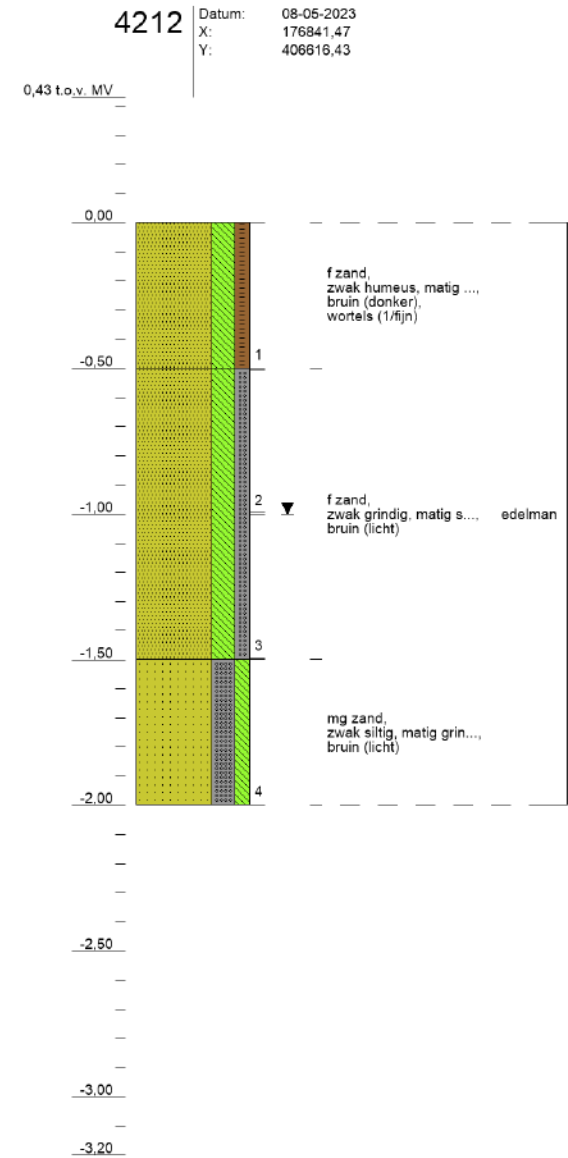 4212
Datum: 08-05-2023
X: 176841,47
Y: 406616,43
0,43 t.o.v. MV
0,00
f zand,
zwak humeus, matig ...,
bruin (donker),
wortels (1/fijn)
1
-0,50
2
-1,00
f zand,
zwak grindig, matig s..., edelman
bruin (licht)
3
-1,50
mg zand,
zwak siltig, matig grin...,
bruin (licht)
4
-2,00
-2,50
-3,00
-3,20